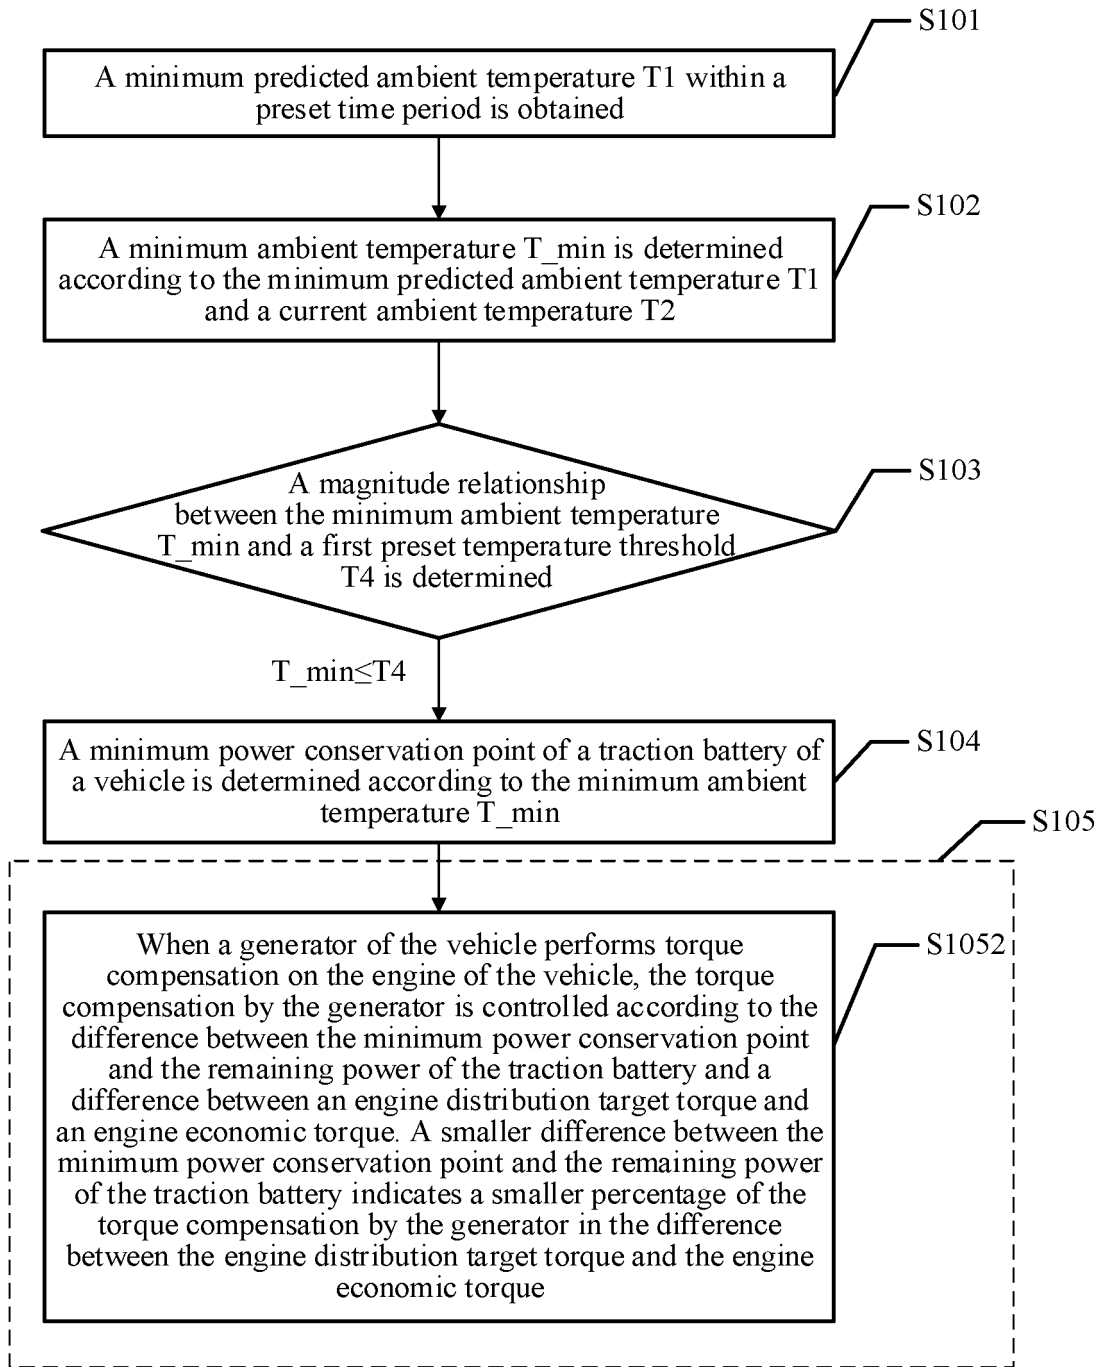 S101
A minimum predicted ambient temperature T1 within a
preset time period is obtained
S102
A minimum ambient temperature T_min is determined
according to the minimum predicted ambient temperature T1
and a current ambient temperature T2
S103
A magnitude relationship
between the minimum ambient temperature
T_min and a first preset temperature threshold
T4 is determined
T_min≤T4
S104
A minimum power conservation point of a traction battery of
a vehicle is determined according to the minimum ambient
temperature T_min
S105
S1052
When a generator of the vehicle performs torque
compensation on the engine of the vehicle, the torque
compensation by the generator is controlled according to the
difference between the minimum power conservation point
and the remaining power of the traction battery and a
difference between an engine distribution target torque and
an engine economic torque. A smaller difference between the
minimum power conservation point and the remaining power
of the traction battery indicates a smaller percentage of the
torque compensation by the generator in the difference
between the engine distribution target torque and the engine
economic torque